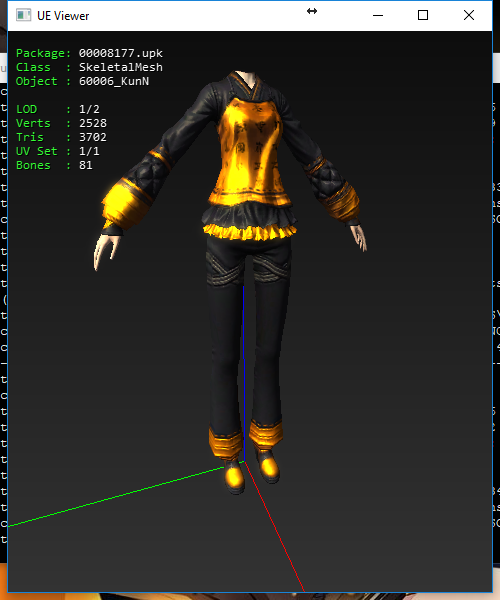 UE Viewer
Package: 00008177.upk
Class : SkeletalMesh
Object : 60006_KunN
LOD : 1/2
Verts : 2528
Tris : 3702
UV Set : 1/1
Bones : 81